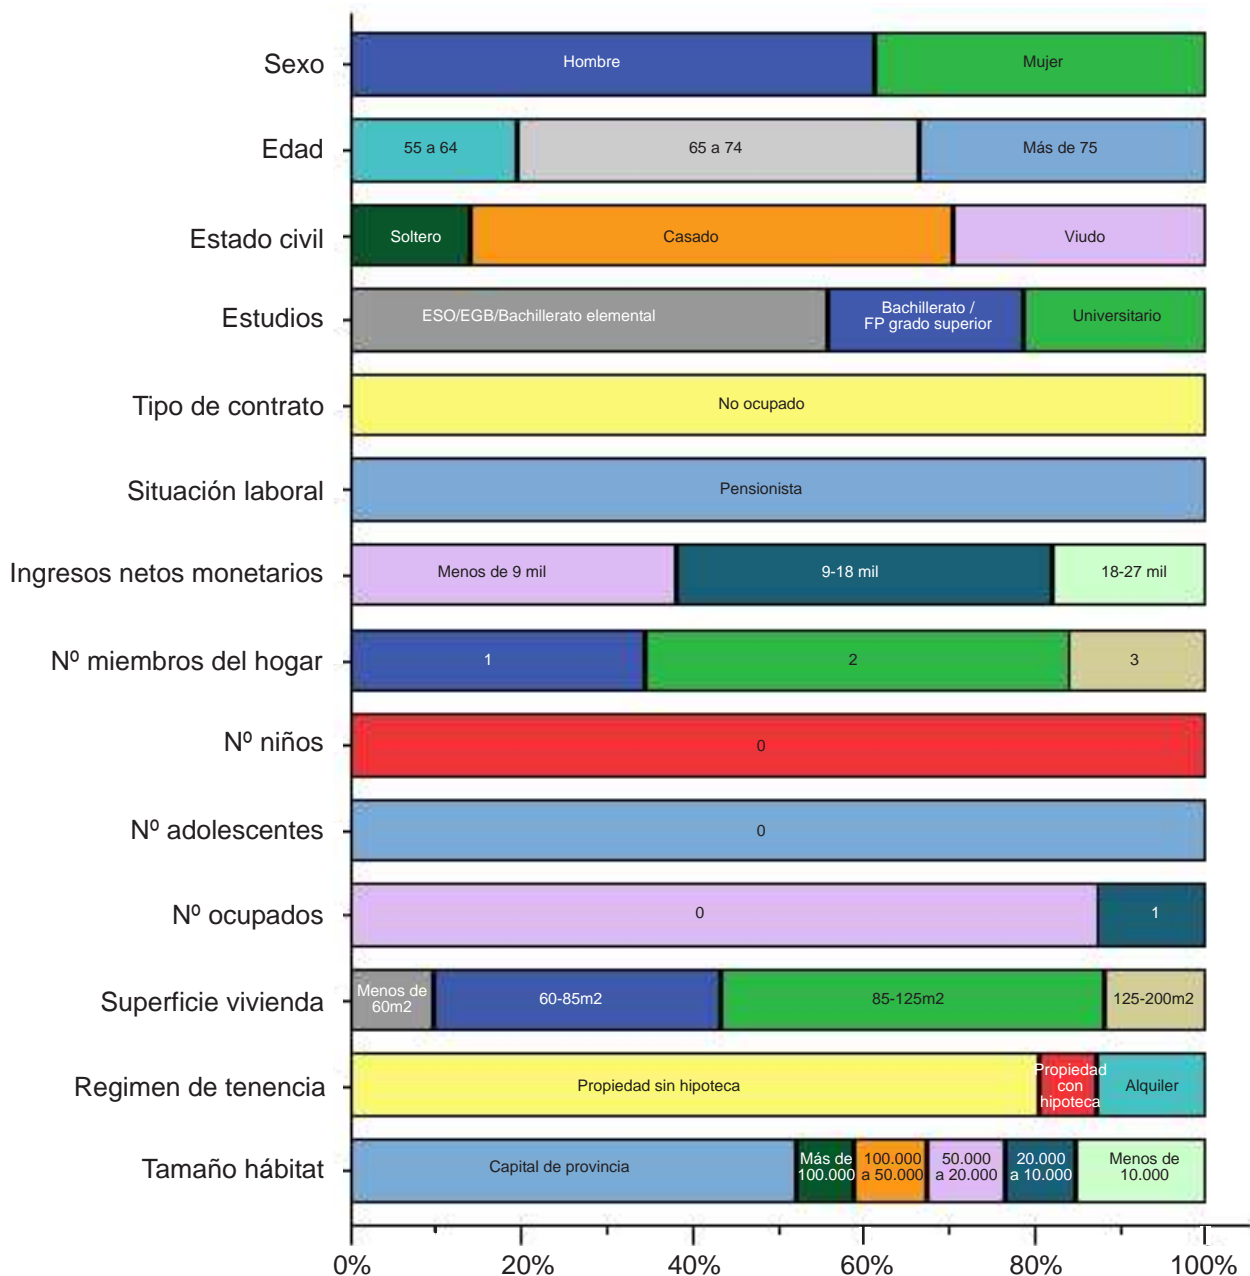 Sexo
Hombre
Mujer
Edad
55 a 64
65 a 74
Más de 75
Estado civil
Soltero
Casado
Viudo
Estudios
ESO/EGB/Bachillerato elemental
Bachillerato /
FP grado superior
Universitario
Tipo de contrato
No ocupado
Situación laboral
Pensionista
Ingresos netos monetarios
Menos de 9 mil
9-18 mil
18-27 mil
Nº miembros del hogar
1
2
3
Nº niños
0
Nº adolescentes
0
Nº ocupados
0
1
Superficie vivienda
Menos de
60m2
60-85m2
85-125m2
125-200m2
Regimen de tenencia
Propiedad sin hipoteca
Propiedad
con
hipoteca
Alquiler
Tamaño hábitat
Capital de provincia
Más de
100.000
100.000
a 50.000
50.000
a 20.000
20.000
a 10.000
Menos de
10.000
0%
20%
40%
60%
80%
100%